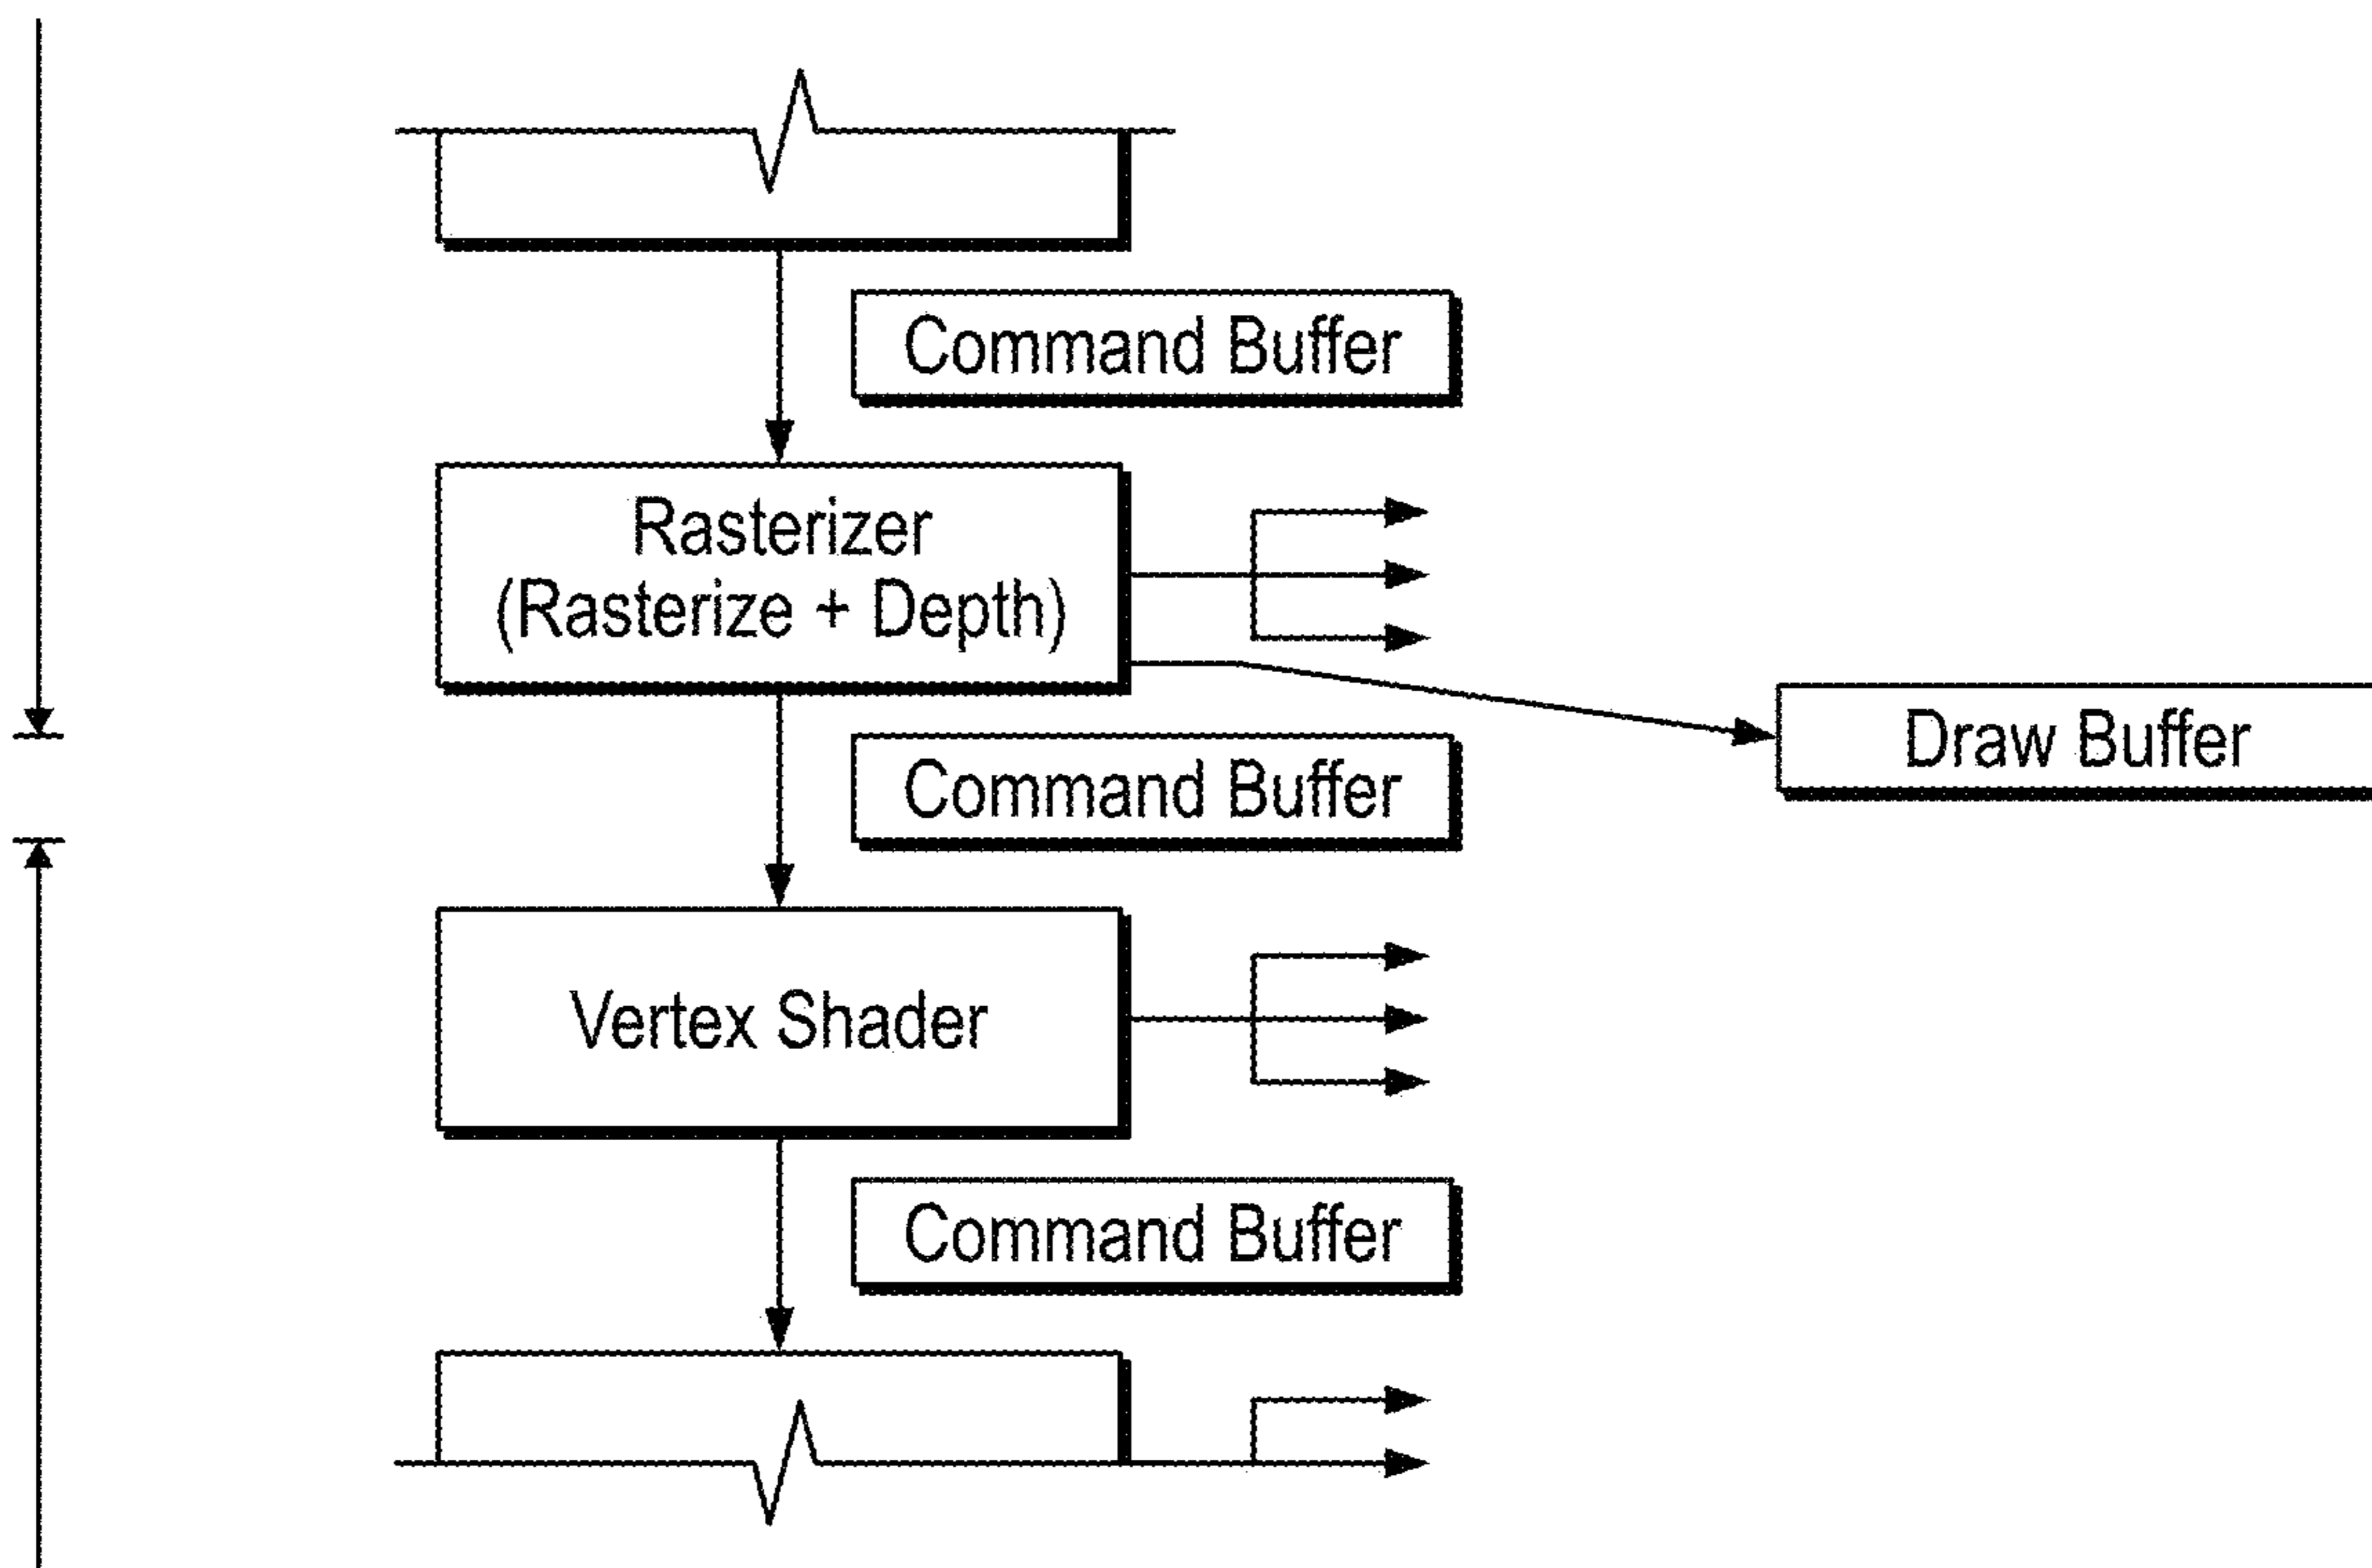 Command Buffer
Rasterizer
(Rasterize + Depth)
Draw Buffer
Command Buffer
Vertex Shader
Command Buffer